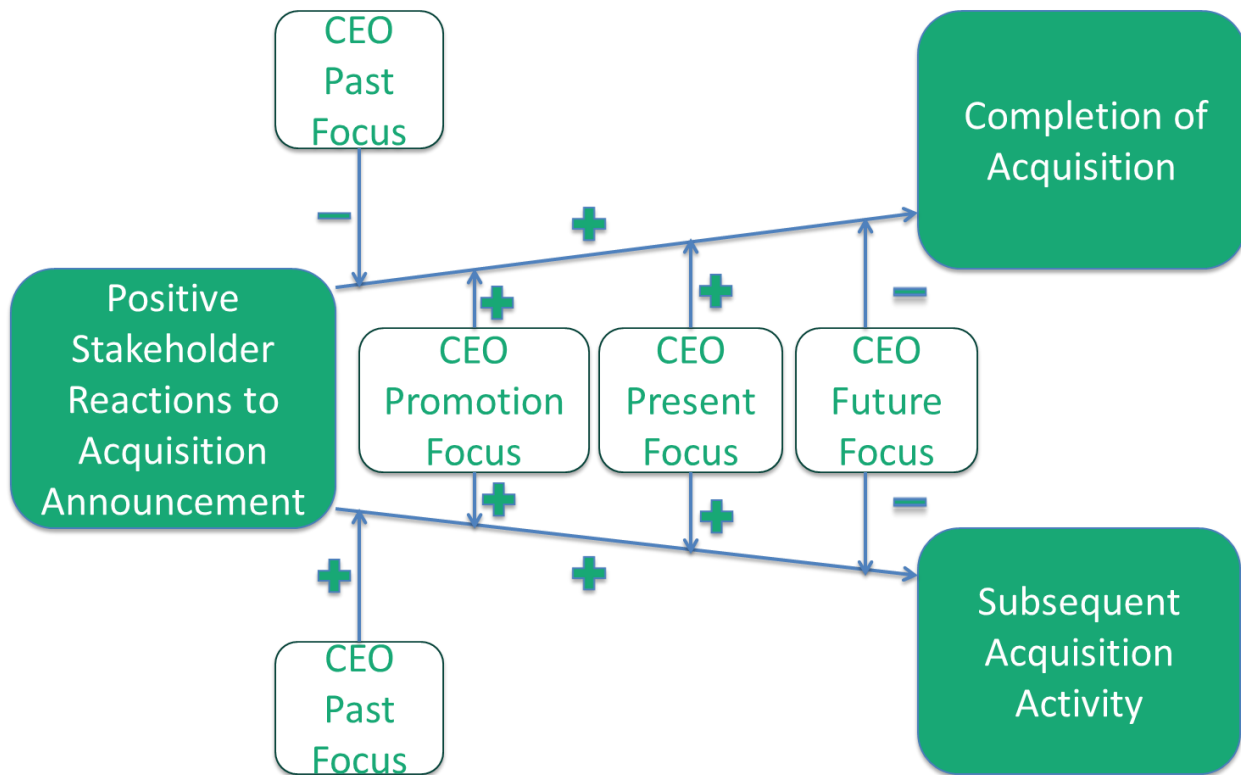 CEO
Past
Focus
Completion of
Acquisition
Positive
Stakeholder
Reactions to
Acquisition
Announcement
CEO
Promotion
Focus
CEO
Present
Focus
CEO
Future
Focus
CEO
Past
Focus
Subsequent
Acquisition
Activity